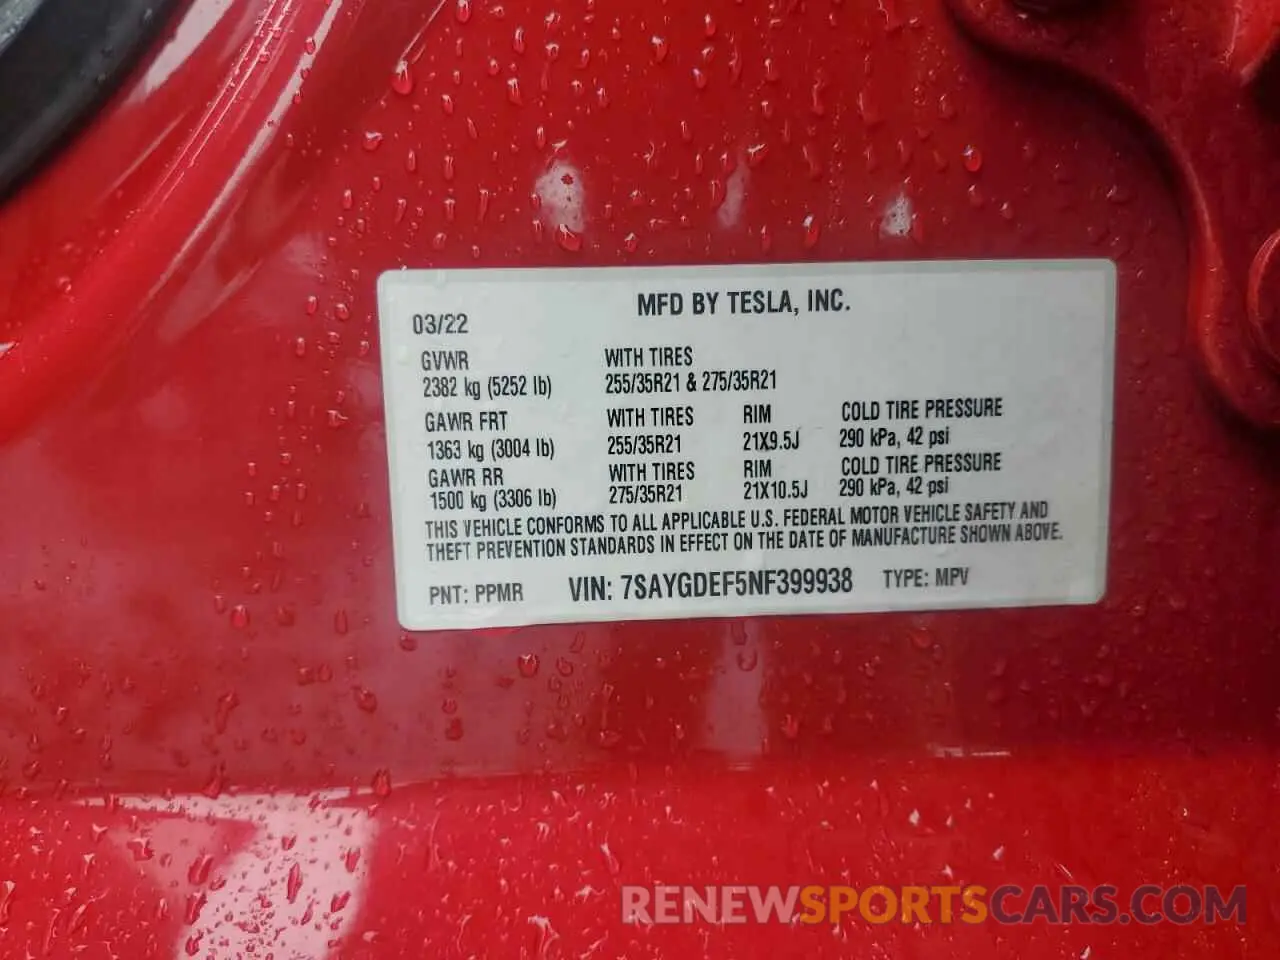 MFD BY TESLA, INC.
03/22
GVWR WITH TIRES
2382 kg (5252 lb) 255/35R21 & 275/35R21
GAWR FRT WITH TIRES RIM COLD TIRE PRESSURE
1363 kg (3004 lb) 255/35R21 21X9.5J 290 kPa, 42 psi
GAWR RR WITH TIRES RIM COLD TIRE PRESSURE
1500 kg (3306 lb) 275/35R21 21X10.5J 290 kPa, 42 psi
THIS VEHICLE CONFORMS TO ALL APPLICABLE U.S. FEDERAL MOTOR VEHICLE SAFETY AND
THEFT PREVENTION STANDARDS IN EFFECT ON THE DATE OF MANUFACTURE SHOWN ABOVE.
PNT: PPMR VIN: 7SAYGDEF5NF399938 TYPE: MPV
RENEWSPORTSCARS.COM